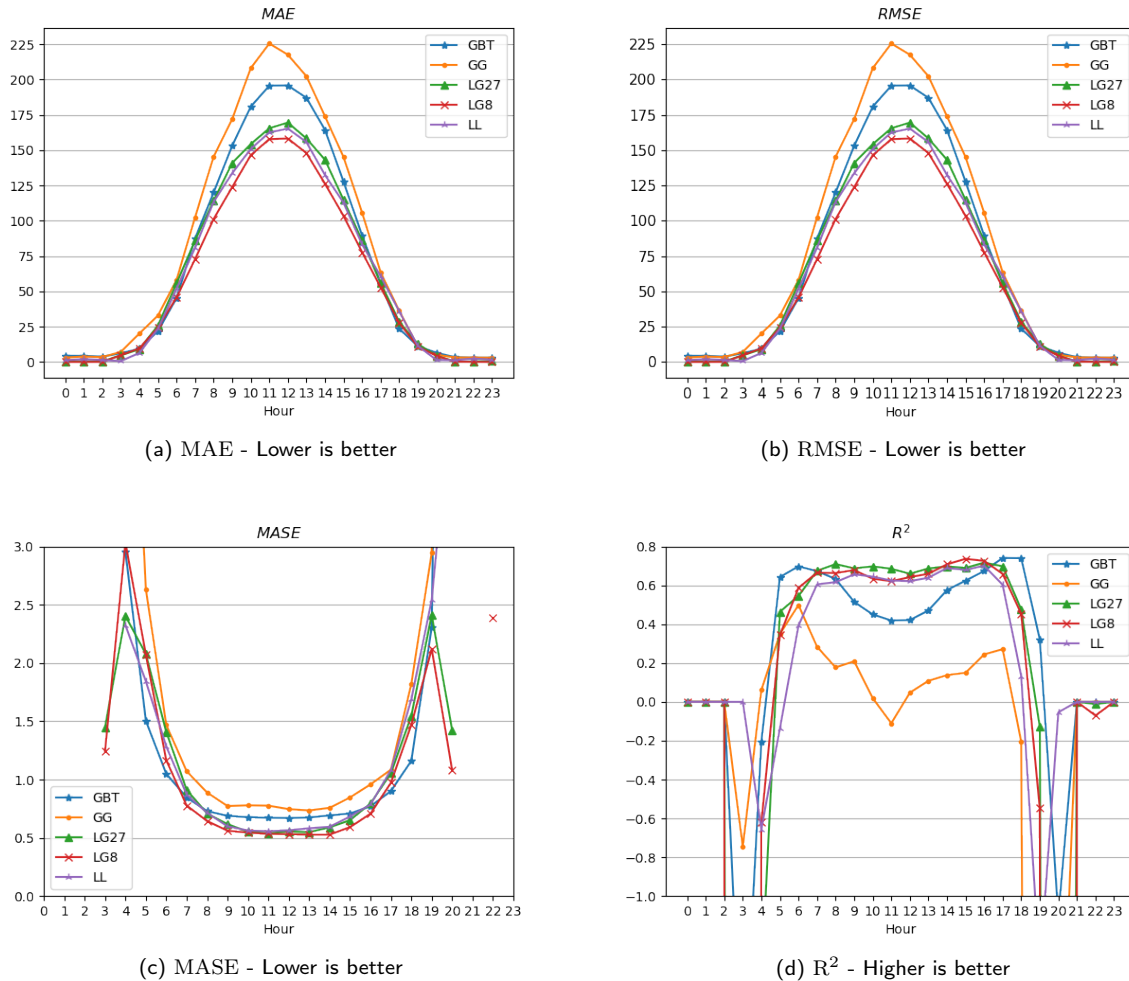 MAE
225
200
175
150
125
100
75
50
25
0
0 1 2 3 4 5 6 7 8 9 10 11 12 13 14 15 16 17 18 19 20 21 22 23
Hour
GBT
GG
LG27
LG8
LL
(a) MAE - Lower is better
RMSE
225
200
175
150
125
100
75
50
25
0
0 1 2 3 4 5 6 7 8 9 10 11 12 13 14 15 16 17 18 19 20 21 22 23
Hour
GBT
GG
LG27
LG8
LL
(b) RMSE - Lower is better
MASE
3.0
2.5
2.0
1.5
1.0
0.5
0.0
0 1 2 3 4 5 6 7 8 9 10 11 12 13 14 15 16 17 18 19 20 22 23
Hour
GBT
GG
LG27
LG8
LL
(c) MASE - Lower is better
R²
0.8
0.6
0.4
0.2
0.0
−0.2
−0.4
−0.6
−0.8
−1.0
0 1 2 3 4 5 6 7 8 9 10 11 12 13 14 15 16 17 18 19 20 21 22 23
Hour
GBT
GG
LG27
LG8
LL
(d) R² - Higher is better